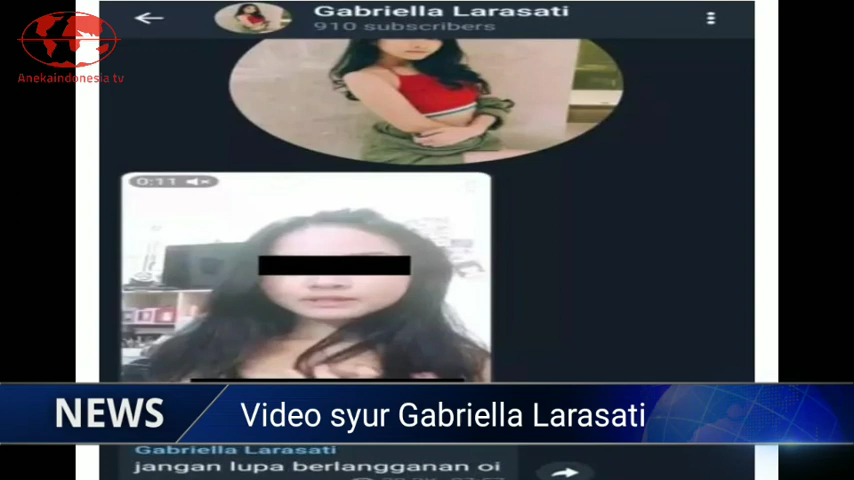 Gabriella Larasati
910 subscribers
Anekaindonesia tv
0:11
NEWS
Video syur Gabriella Larasati
Gabriella Larasati
jangan lupa berlangganan oi